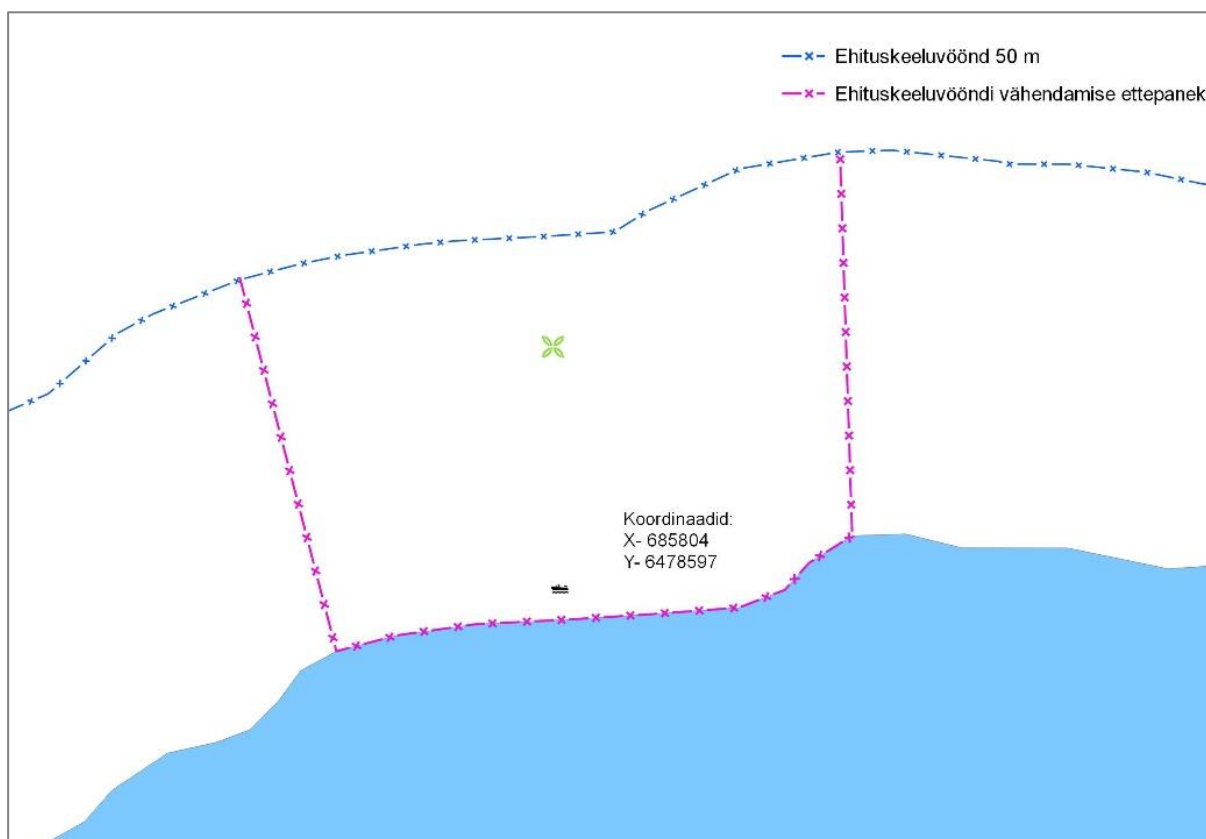 Ehituskeeluvöönd 50 m
Ehituskeeluvööndi vähendamise ettepanek
Koordinaadid:
X- 685804
Y- 6478597